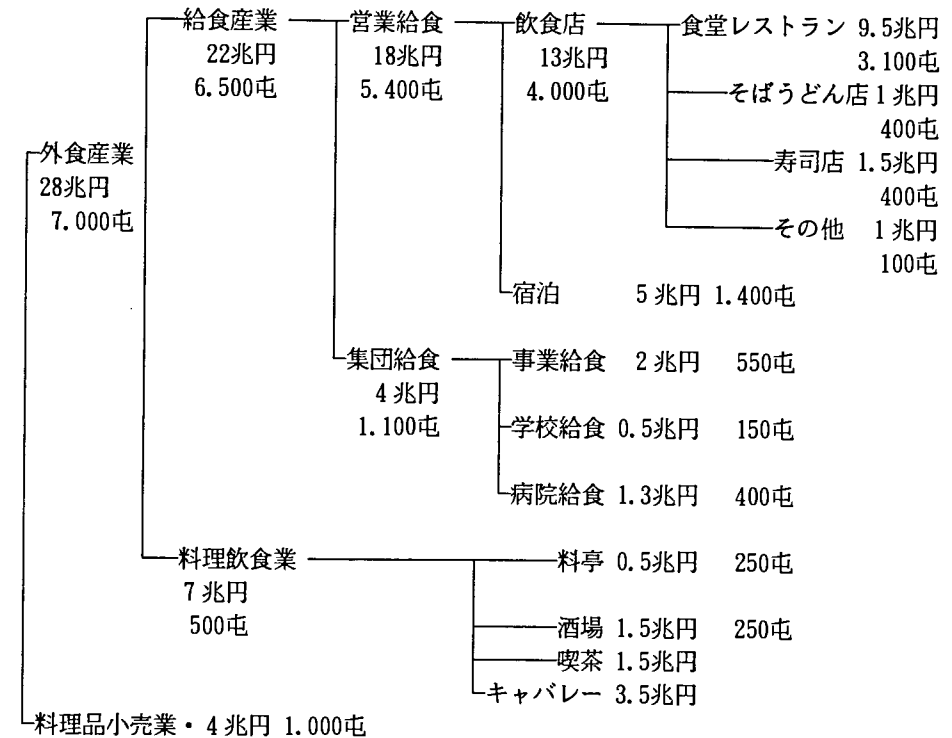 給食産業 営業給食 飲食店 食堂レストラン 9.5兆円
22兆円 18兆円 13兆円 3.100屯
6.500屯 5.400屯 4.000屯 そばうどん店 1兆円
400屯
外食産業 寿司店 1.5兆円
28兆円 400屯
7.000屯 その他 1兆円
100屯
宿泊 5兆円 1.400屯
集団給食 事業給食 2兆円 550屯
4兆円
1.100屯 学校給食 0.5兆円 150屯
病院給食 1.3兆円 400屯
料理飲食業 料亭 0.5兆円 250屯
7兆円
500屯 酒場 1.5兆円 250屯
喫茶 1.5兆円
キャバレー 3.5兆円
料理品小売業・4兆円 1.000屯